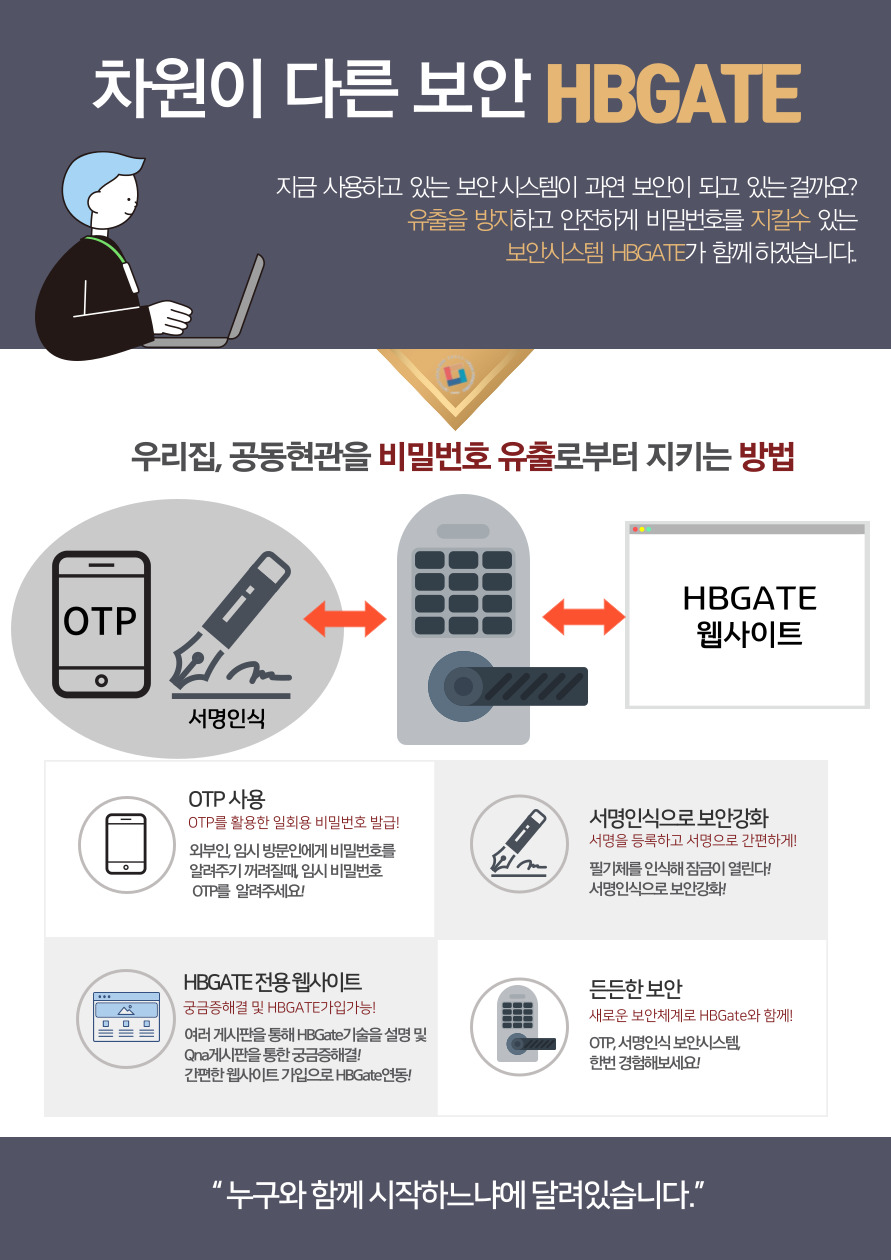 차원이 다른 보안 HBGATE
지금 사용하고 있는 보안시스템이 과연 보안이 되고 있는걸까요?
유출을 방지하고 안전하게 비밀번호를 지킬수 있는
보안시스템 HBGATE가 함께하겠습니다.
우리집, 공동현관을 비밀번호 유출로부터 지키는 방법
OTP
서명인식
HBGATE
웹사이트
OTP 사용
OTP를 활용한 일회용 비밀번호 발급!
외부인, 임시 방문인에게 비밀번호를
알려주기 꺼려질때, 임시 비밀번호
OTP를 알려주세요!
서명인식으로 보안강화
서명을 등록하고 서명으로 간편하게!
필기체를 인식해 잠금이 열린다!
서명인식으로 보안강화!
HBGATE 전용 웹사이트
궁금증해결 및 HBGATE가입가능!
여러 게시판을 통해 HBGate기술을 설명 및
Qna게시판을 통한 궁금증해결!
간편한 웹사이트 가입으로 HBGate연동!
든든한 보안
새로운 보안체계로 HBGate와 함께!
OTP, 서명인식 보안시스템,
한번 경험해보세요!
“ 누구와 함께 시작하느냐에 달려있습니다.”